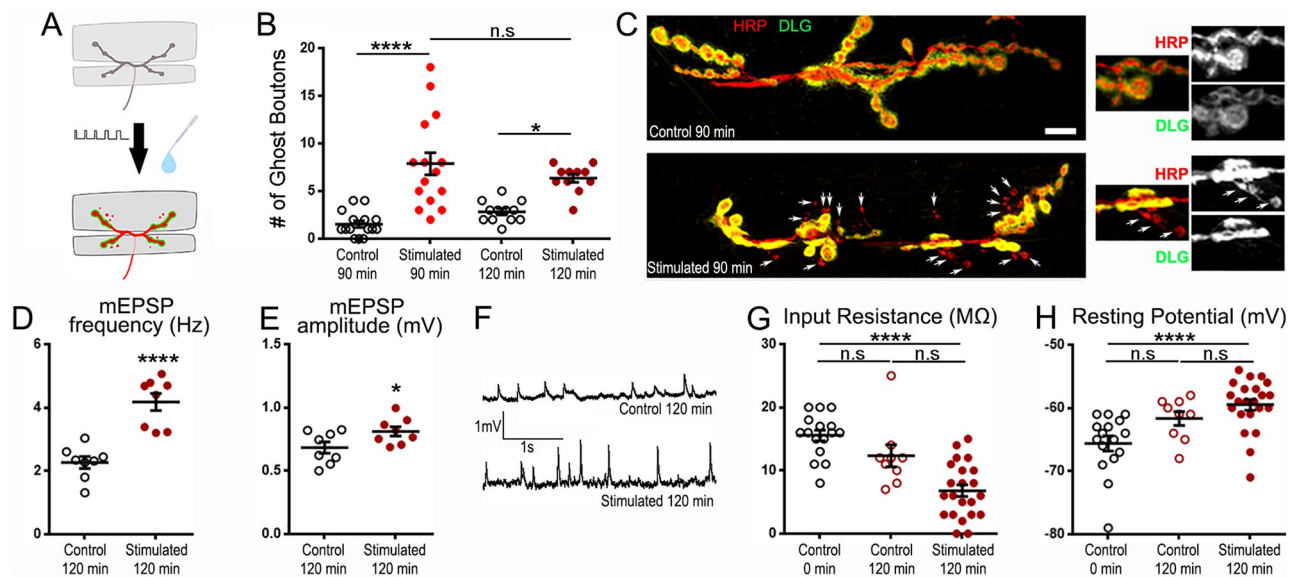 A
B
# of Ghost Boutons
20
15
10
5
0
****
n.s
*
Control
90 min
Stimulated
90 min
Control
120 min
Stimulated
120 min
C
HRP DLG
Control 90 min
Stimulated 90 min
HRP
DLG
HRP
DLG
D
mEPSP
frequency (Hz)
6
4
2
0
****
Control
120 min
Stimulated
120 min
E
mEPSP
amplitude (mV)
1.5
1.0
0.5
0.0
*
Control
120 min
Stimulated
120 min
F
Control 120 min
1mV
1s
Stimulated 120 min
G
Input Resistance (MΩ)
30
20
10
0
****
n.s
n.s
Control
0 min
Control
120 min
Stimulated
120 min
H
Resting Potential (mV)
-50
-60
-70
-80
****
n.s
n.s
Control
0 min
Control
120 min
Stimulated
120 min